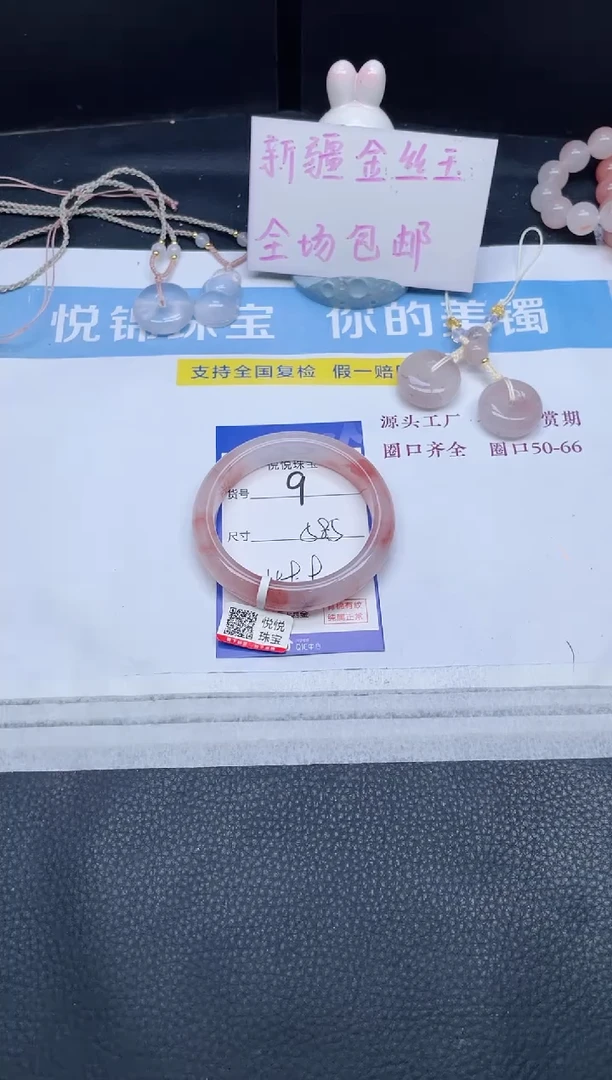 新疆金丝玉
全场包邮
悦锦珠宝 你的美镯
支持全国复检 假一赔
源头工厂 赏期
圈口齐全 圈口50-66
悦悦珠宝
货号 9
尺寸 585
悦悦
珠宝